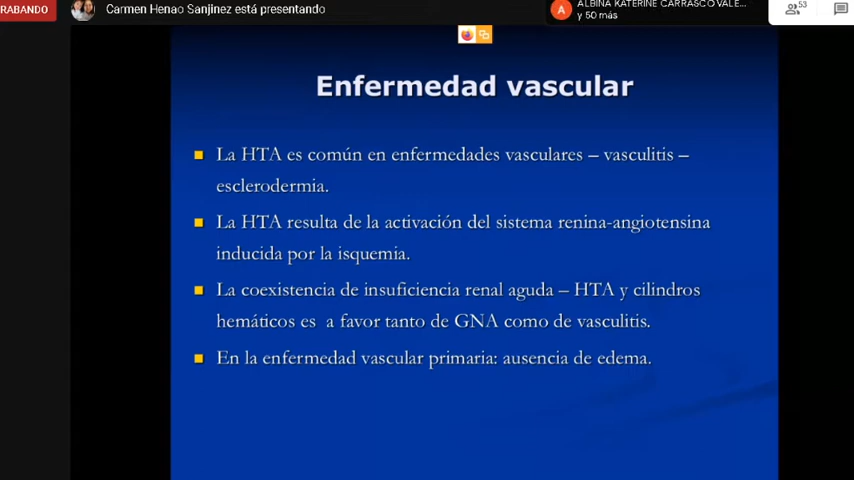 RABANDO
Carmen Henao Sanjinez está presentando
ALBINA KATERINE CARRASCO VALE...
A
y 50 más
53
Enfermedad vascular
La HTA es común en enfermedades vasculares – vasculitis –
esclerodermia.
La HTA resulta de la activación del sistema renina-angiotensina
inducida por la isquemia.
La coexistencia de insuficiencia renal aguda – HTA y cilindros
hemáticos es a favor tanto de GNA como de vasculitis.
En la enfermedad vascular primaria: ausencia de edema.